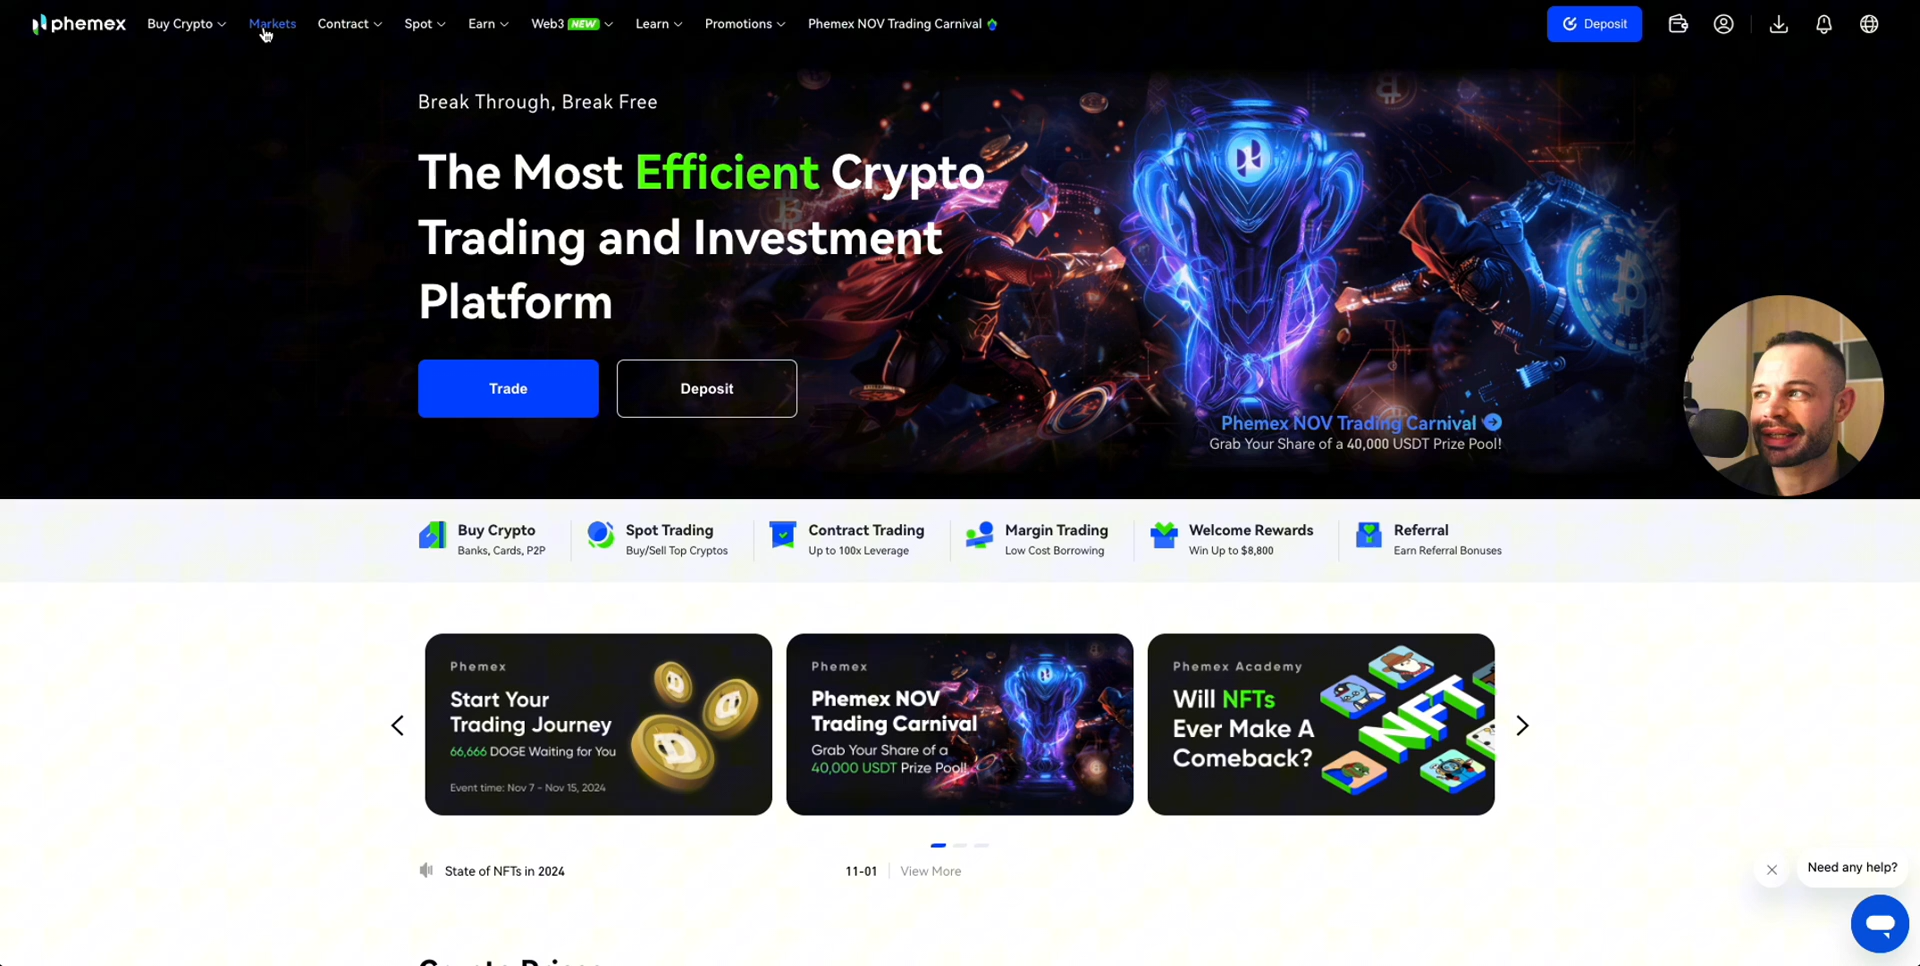 phemex Buy Crypto Markets Contract Spot Earn Web3 NEW Learn Promotions Phemex NOV Trading Carnival Deposit
Break Through, Break Free
The Most Efficient Crypto
Trading and Investment
Platform
Trade Deposit
Phemex NOV Trading Carnival
Grab Your Share of a 40,000 USDT Prize Pool!
Buy Crypto
Banks, Cards, P2P
Spot Trading
Buy/Sell Top Cryptos
Contract Trading
Up to 100x Leverage
Margin Trading
Low Cost Borrowing
Welcome Rewards
Win Up to $8,800
Referral
Earn Referral Bonuses
Phemex
Start Your
Trading Journey
66,666 DOGE Waiting for You
Event time: Nov 7 - Nov 15, 2024
Phemex
Phemex NOV
Trading Carnival
Grab Your Share of a
40,000 USDT Prize Pool!
Phemex Academy
Will NFTs
Ever Make A
Comeback?
NFT
State of NFTs in 2024 11-01 View More
Need any help?